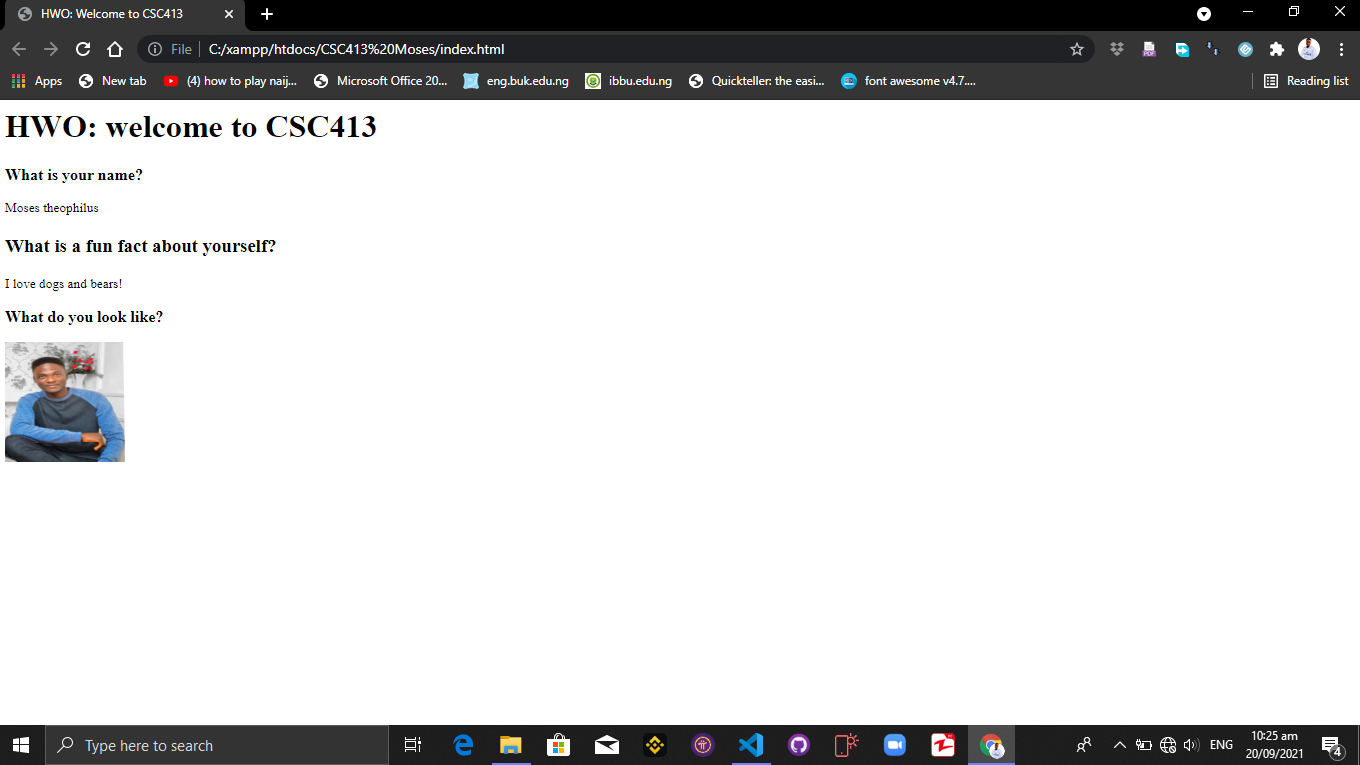 HWO: Welcome to CSC413
File C:/xampp/htdocs/CSC413%20Moses/index.html
Apps New tab (4) how to play naij... Microsoft Office 20... eng.buk.edu.ng ibbu.edu.ng Quickteller: the easi... font awesome v4.7.... Reading list
HWO: welcome to CSC413
What is your name?
Moses theophilus
What is a fun fact about yourself?
I love dogs and bears!
What do you look like?
Type here to search
ENG
10:25 am
20/09/2021
4